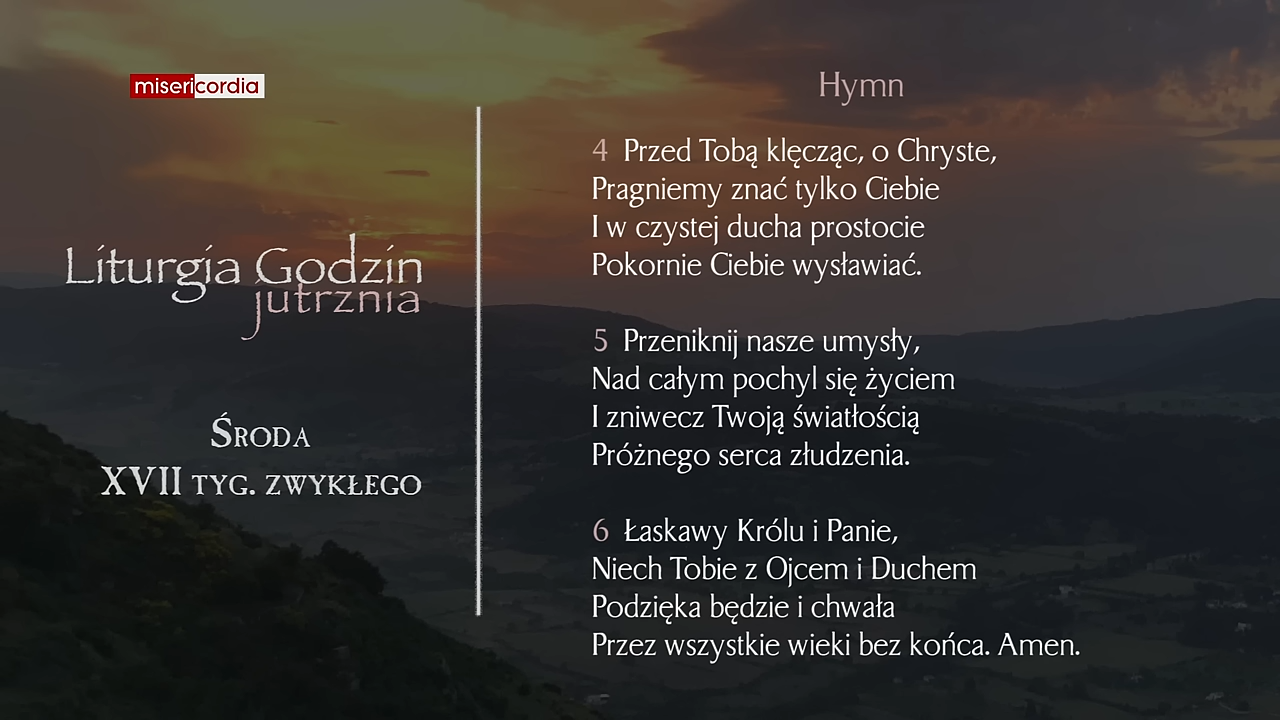 misericordia
Liturgia Godzin
jutrznia
Środa
XVII tyg. zwykłego
Hymn
4 Przed Tobą klęcząc, o Chryste,
Pragniemy znać tylko Ciebie
I w czystej ducha prostocie
Pokornie Ciebie wysławiać.
5 Przeniknij nasze umysły,
Nad całym pochyl się życiem
I zniwecz Twoją światłością
Próżnego serca złudzenia.
6 Łaskawy Królu i Panie,
Niech Tobie z Ojcem i Duchem
Podzięka będzie i chwała
Przez wszystkie wieki bez końca. Amen.